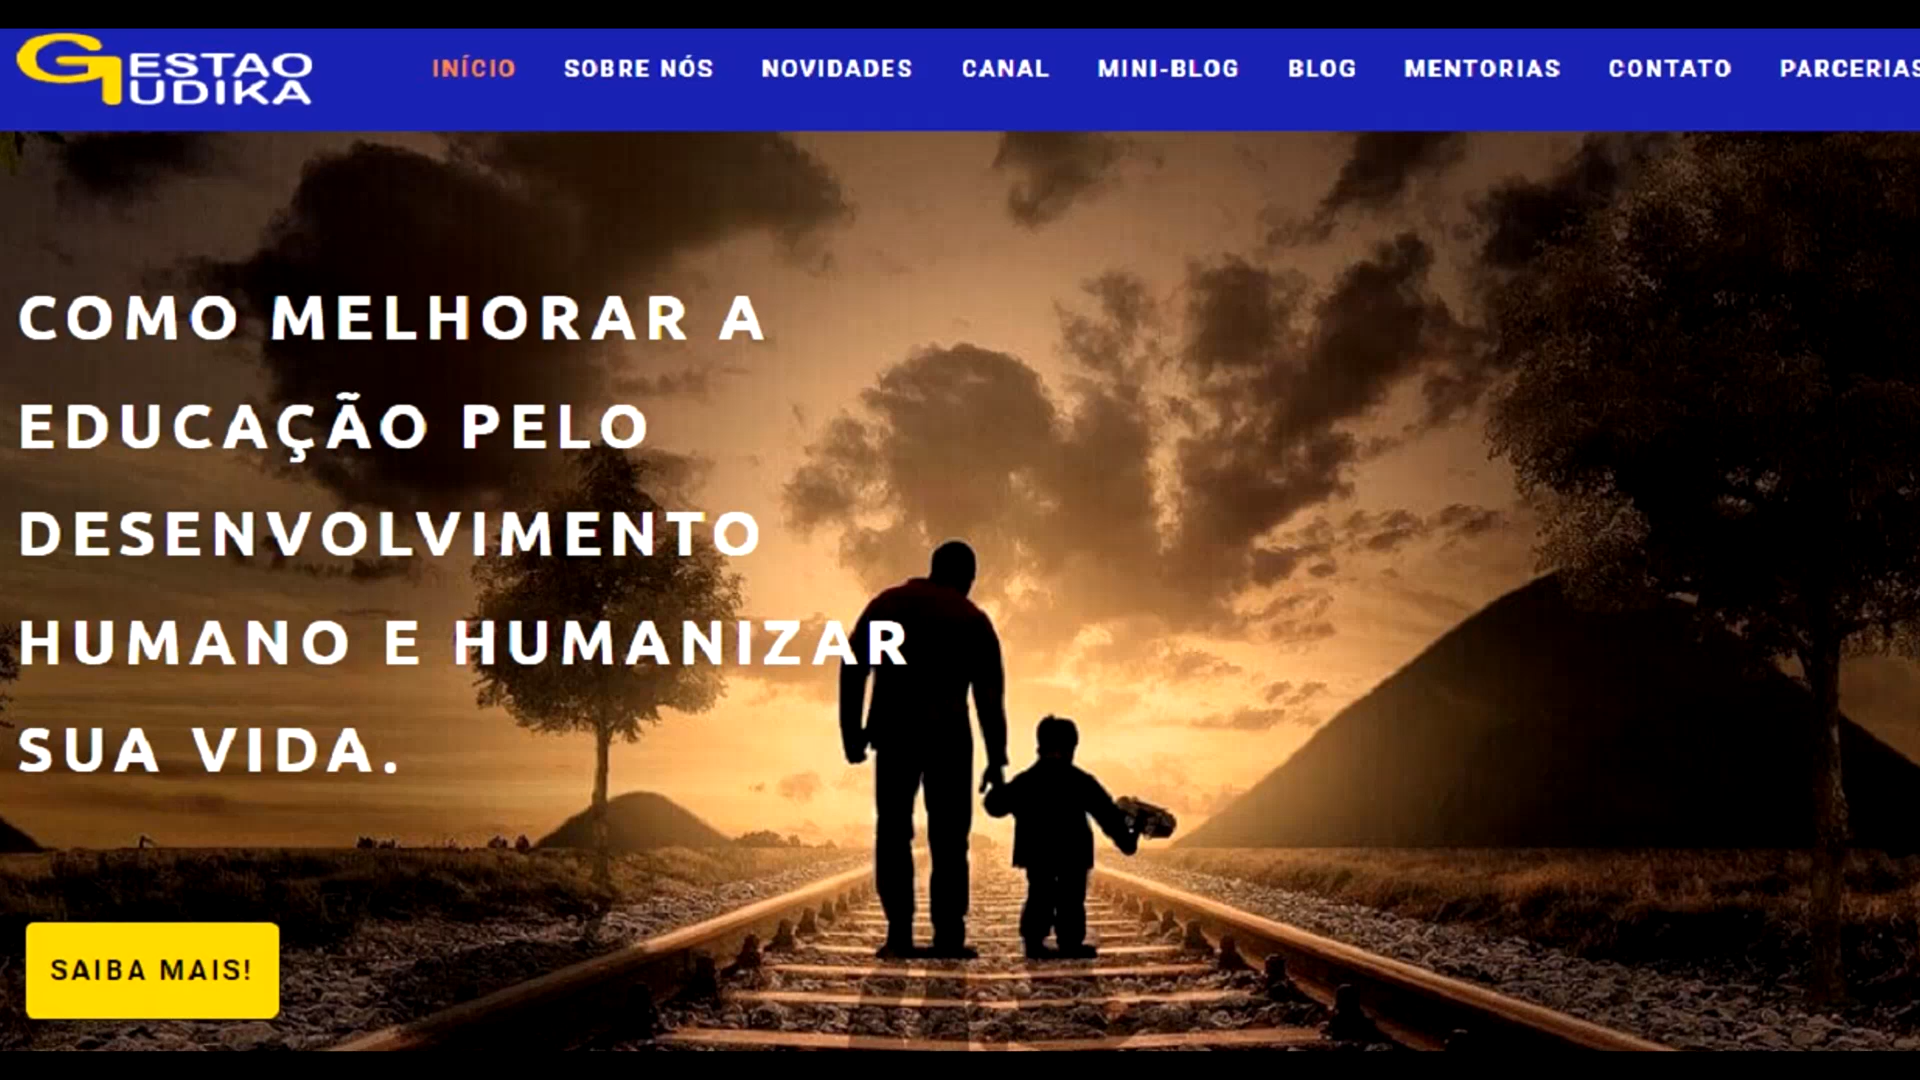 GESTAO
IUDIKA
INÍCIO SOBRE NÓS NOVIDADES CANAL MINI-BLOG BLOG MENTORIAS CONTATO PARCERIAS
COMO MELHORAR A
EDUCAÇÃO PELO
DESENVOLVIMENTO
HUMANO E HUMANIZAR
SUA VIDA.
SAIBA MAIS!